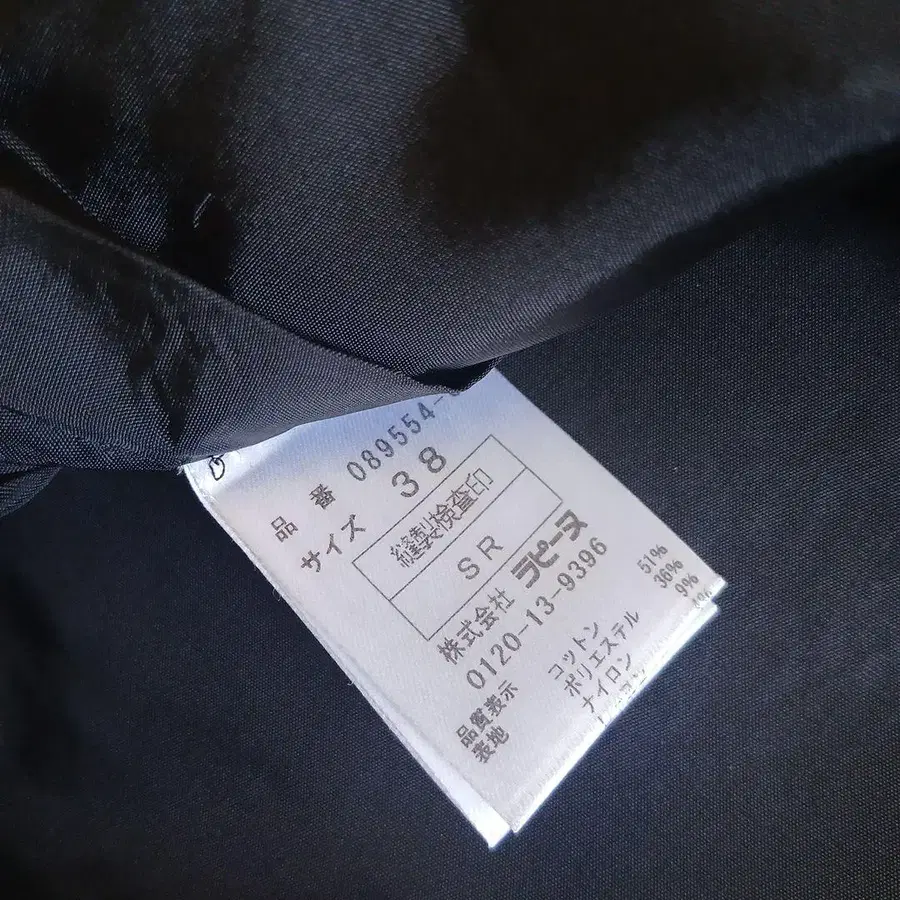 品番 089554-
サイズ 38
縫製検査印
SR
株式会社 ラピーヌ
0120-13-9396
品質表示
表地 コットン 51%
ポリエステル 36%
ナイロン 9%